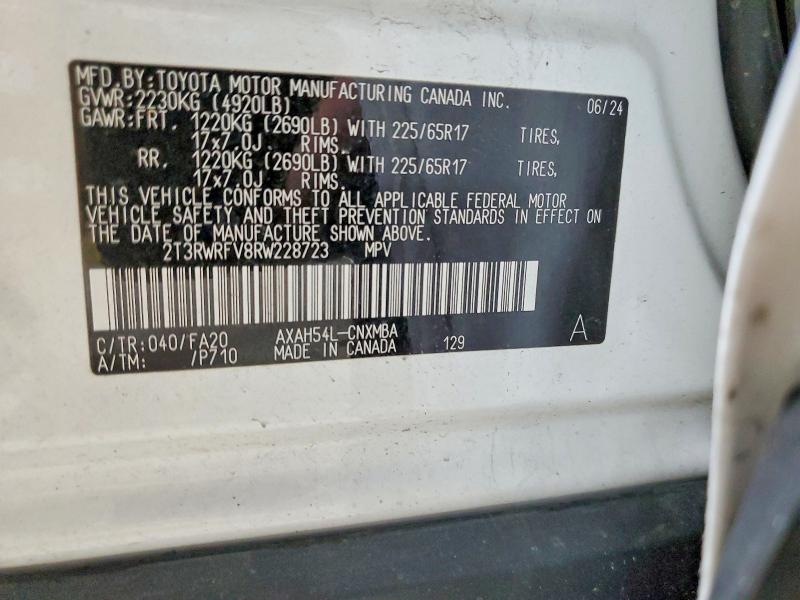 MFD.BY:TOYOTA MOTOR MANUFACTURING CANADA INC. 06/24
GVWR:2230KG (4920LB)
GAWR:FRT. 1220KG (2690LB) WITH 225/65R17 TIRES,
17x7.0J RIMS.
RR. 1220KG (2690LB) WITH 225/65R17 TIRES,
17x7.0J RIMS.
THIS VEHICLE CONFORMS TO ALL APPLICABLE FEDERAL MOTOR
VEHICLE SAFETY AND THEFT PREVENTION STANDARDS IN EFFECT ON
THE DATE OF MANUFACTURE SHOWN ABOVE.
2T3RWRFV8RW228723 MPV
C/TR:040/FA20 AXAH54L-CNXMBA A
A/TM: /P710 MADE IN CANADA 129